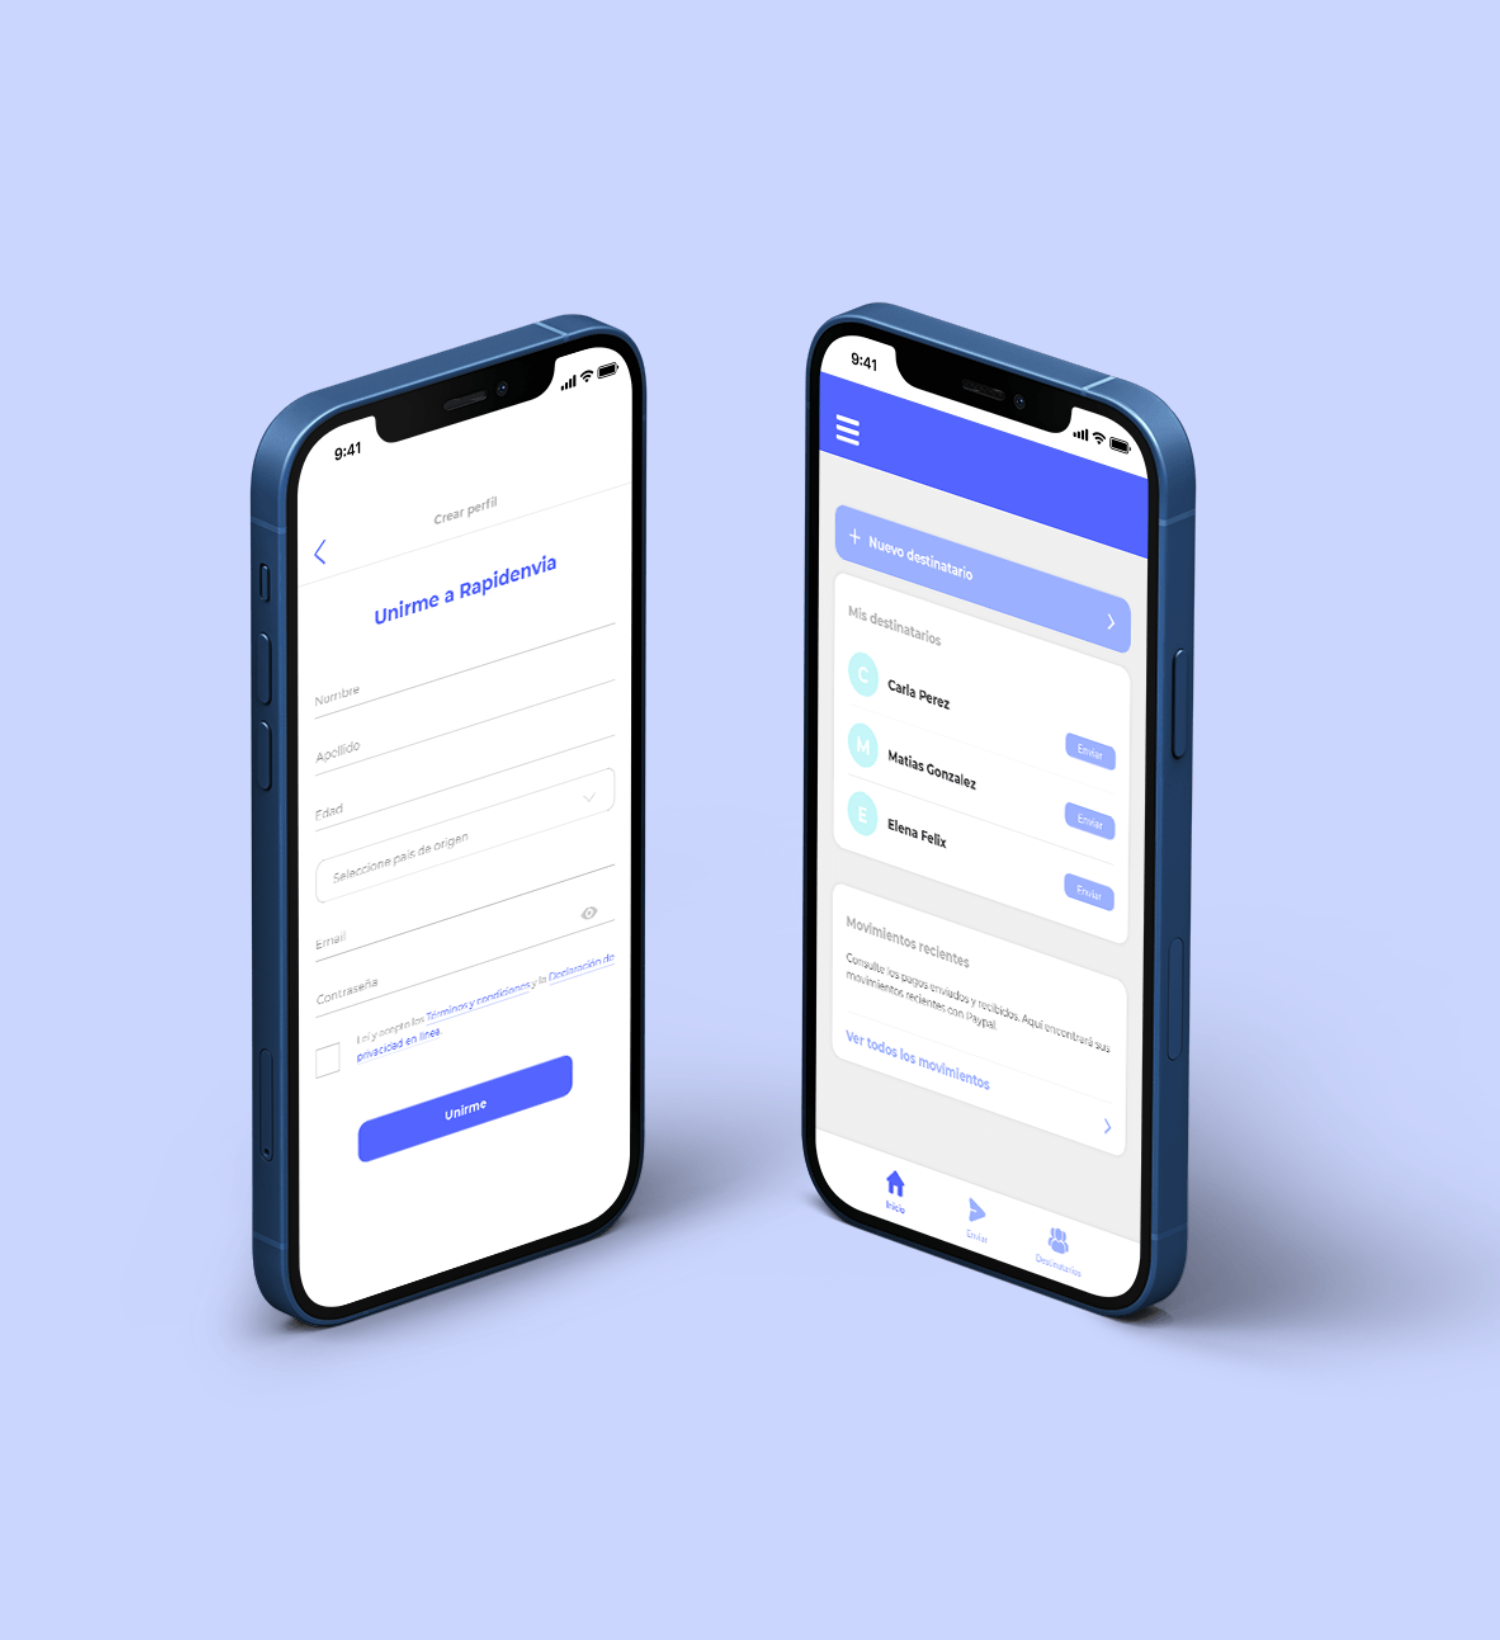 9:41
Crear perfil
Unirme a Rapidenvia
Nombre
Apellido
Edad
Seleccione pais de origen
Email
Contraseña
Leí y acepto los Términos y condiciones y la Declaración de
privacidad en línea.
Unirme
9:41
+ Nuevo destinatario
Mis destinatarios
C Carla Perez
Enviar
M Matias Gonzalez
Enviar
E Elena Felix
Enviar
Movimientos recientes
Consulte los pagos enviados y recibidos. Aquí encontrará sus
movimientos recientes con Paypal.
Ver todos los movimientos
Inicio
Enviar
Destinatarios